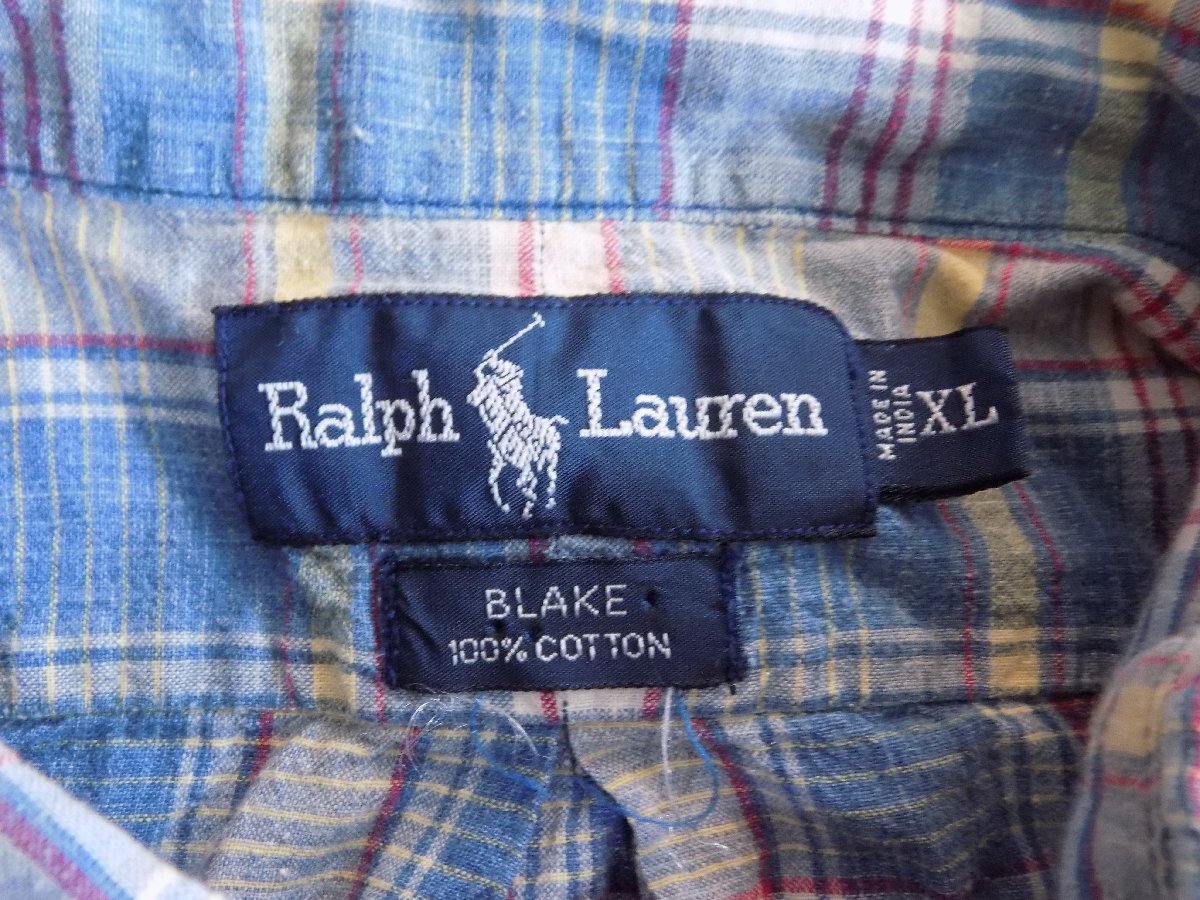 Ralph Lauren
MADE IN
INDIA
XL
BLAKE
100% COTTON